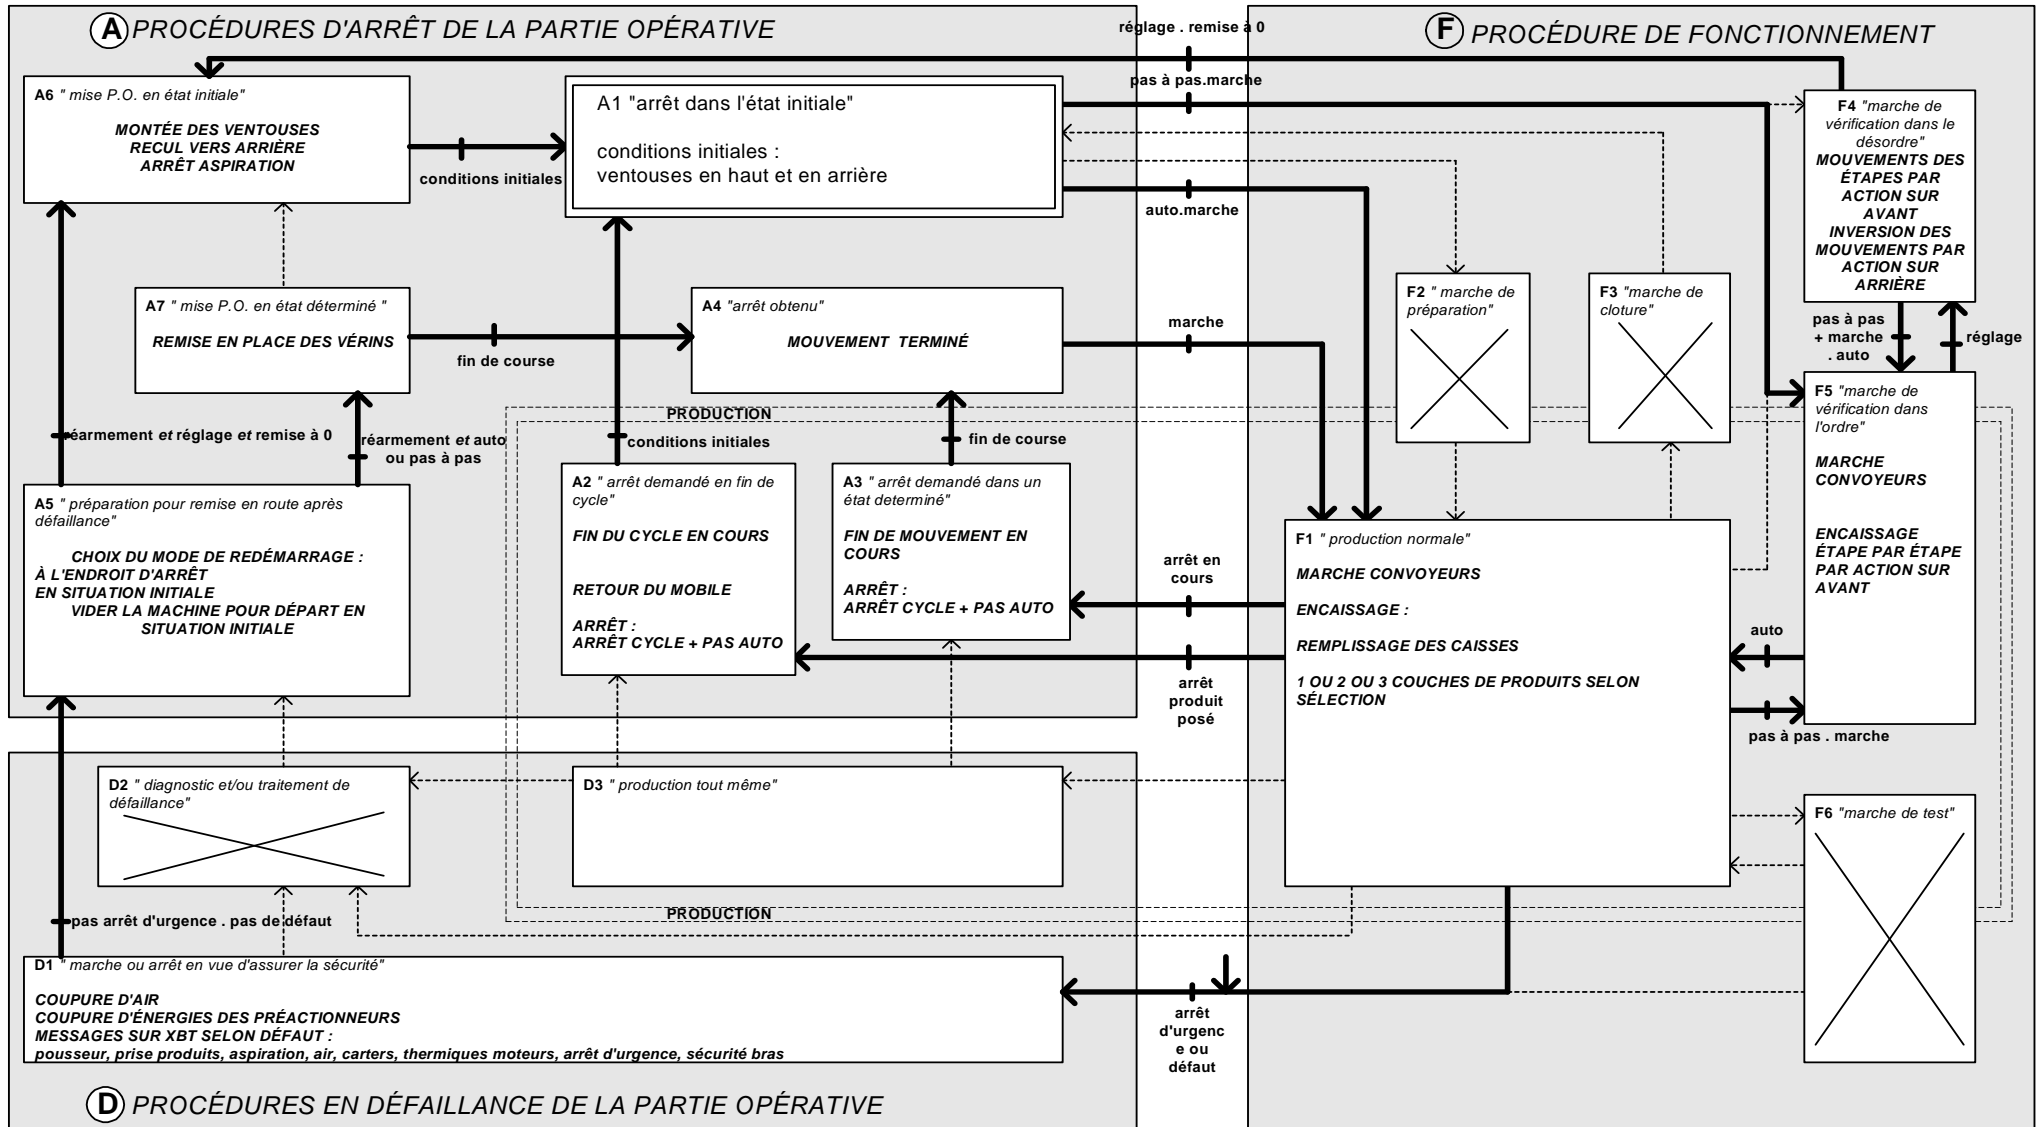 A PROCÉDURES D'ARRÊT DE LA PARTIE OPÉRATIVE
réglage . remise à 0
F PROCÉDURE DE FONCTIONNEMENT
pas à pas.marche
A6 " mise P.O. en état initiale"
MONTÉE DES VENTOUSES
RECUL VERS ARRIÈRE
ARRÊT ASPIRATION
conditions initiales
A1 "arrêt dans l'état initiale"
conditions initiales :
ventouses en haut et en arrière
auto.marche
F4 "marche de
vérification dans le
désordre"
MOUVEMENTS DES
ÉTAPES PAR
ACTION SUR
AVANT
INVERSION DES
MOUVEMENTS PAR
ACTION SUR
ARRIÈRE
A7 " mise P.O. en état déterminé "
REMISE EN PLACE DES VÉRINS
fin de course
A4 "arrêt obtenu"
MOUVEMENT TERMINÉ
marche
F2 " marche de
préparation"
F3 "marche de
cloture"
pas à pas
+ marche
. auto
réglage
PRODUCTION
réarmement et réglage et remise à 0
réarmement et auto
ou pas à pas
conditions initiales
fin de course
F5 "marche de
vérification dans
l'ordre"
MARCHE
CONVOYEURS
ENCAISSAGE
ÉTAPE PAR ÉTAPE
PAR ACTION SUR
AVANT
A5 " préparation pour remise en route après
défaillance"
CHOIX DU MODE DE REDÉMARRAGE :
À L'ENDROIT D'ARRÊT
EN SITUATION INITIALE
VIDER LA MACHINE POUR DÉPART EN
SITUATION INITIALE
A2 " arrêt demandé en fin de
cycle"
FIN DU CYCLE EN COURS
RETOUR DU MOBILE
ARRÊT :
ARRÊT CYCLE + PAS AUTO
A3 " arrêt demandé dans un
état determiné"
FIN DE MOUVEMENT EN
COURS
ARRÊT :
ARRÊT CYCLE + PAS AUTO
arrêt en
cours
arrêt
produit
posé
F1 " production normale"
MARCHE CONVOYEURS
ENCAISSAGE :
REMPLISSAGE DES CAISSES
1 OU 2 OU 3 COUCHES DE PRODUITS SELON
SÉLECTION
auto
pas à pas . marche
D2 " diagnostic et/ou traitement de
défaillance"
D3 " production tout même"
F6 "marche de test"
PRODUCTION
pas arrêt d'urgence . pas de défaut
D1 " marche ou arrêt en vue d'assurer la sécurité"
COUPURE D'AIR
COUPURE D'ÉNERGIES DES PRÉACTIONNEURS
MESSAGES SUR XBT SELON DÉFAUT :
pousseur, prise produits, aspiration, air, carters, thermiques moteurs, arrêt d'urgence, sécurité bras
arrêt
d'urgenc
e ou
défaut
D PROCÉDURES EN DÉFAILLANCE DE LA PARTIE OPÉRATIVE